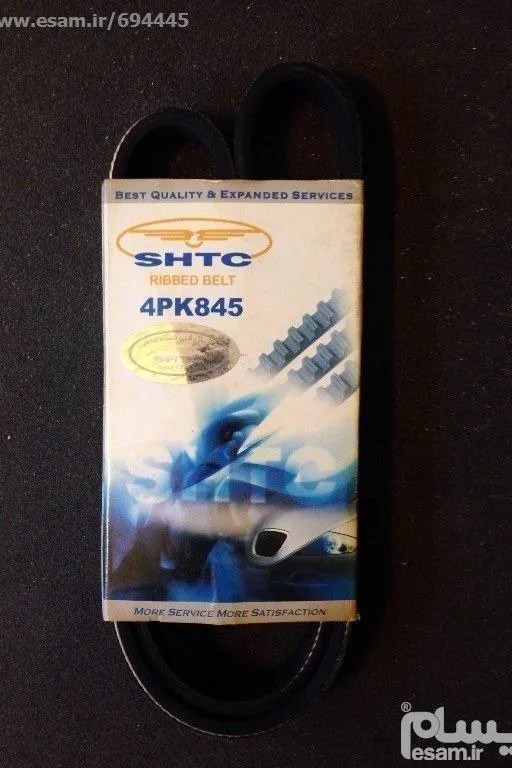 www.esam.ir/694445
BEST QUALITY & EXPANDED SERVICES
SHTC
RIBBED BELT
4PK845
SHTC
MORE SERVICE MORE SATISFACTION
ایسام
esam.ir